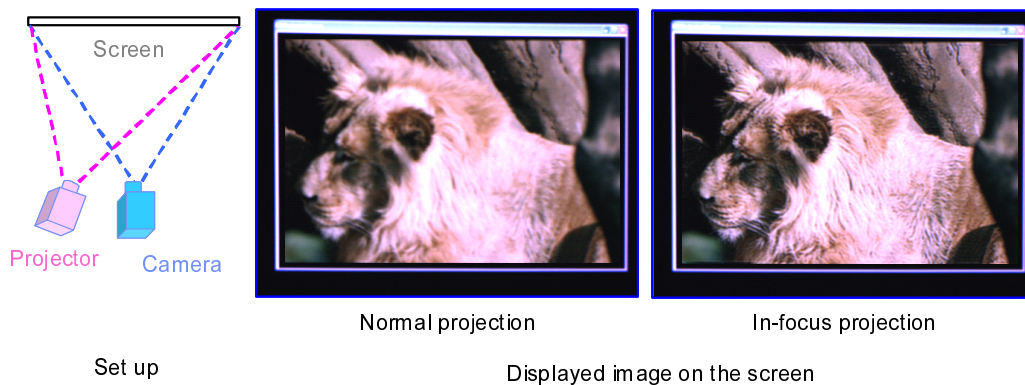 Screen
Projector
Camera
Set up
Normal projection
In-focus projection
Displayed image on the screen